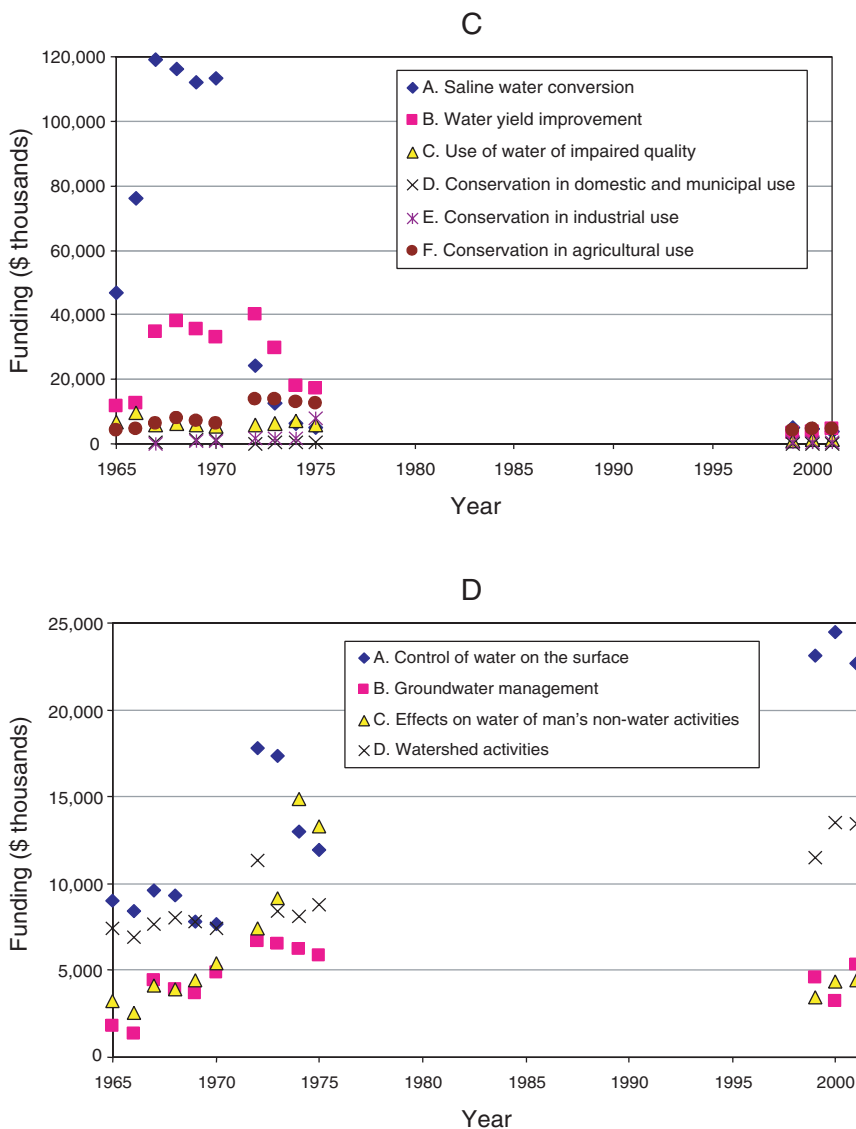 C
120,000
100,000
80,000
60,000
40,000
20,000
0
Funding ($ thousands)
A. Saline water conversion
B. Water yield improvement
C. Use of water of impaired quality
D. Conservation in domestic and municipal use
E. Conservation in industrial use
F. Conservation in agricultural use
1965 1970 1975 1980 1985 1990 1995 2000
Year
D
25,000
20,000
15,000
10,000
5,000
0
Funding ($ thousands)
A. Control of water on the surface
B. Groundwater management
C. Effects on water of man's non-water activities
D. Watershed activities
1965 1970 1975 1980 1985 1990 1995 2000
Year